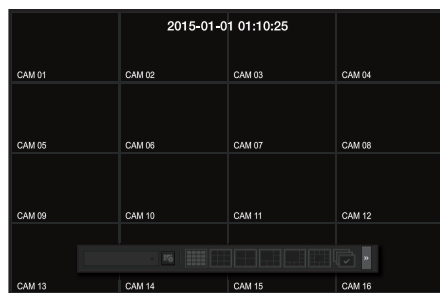 2015-01-01 01:10:25
CAM 01 CAM 02 CAM 03 CAM 04
CAM 05 CAM 06 CAM 07 CAM 08
CAM 09 CAM 10 CAM 11 CAM 12
CAM 13 CAM 14 CAM 15 CAM 16